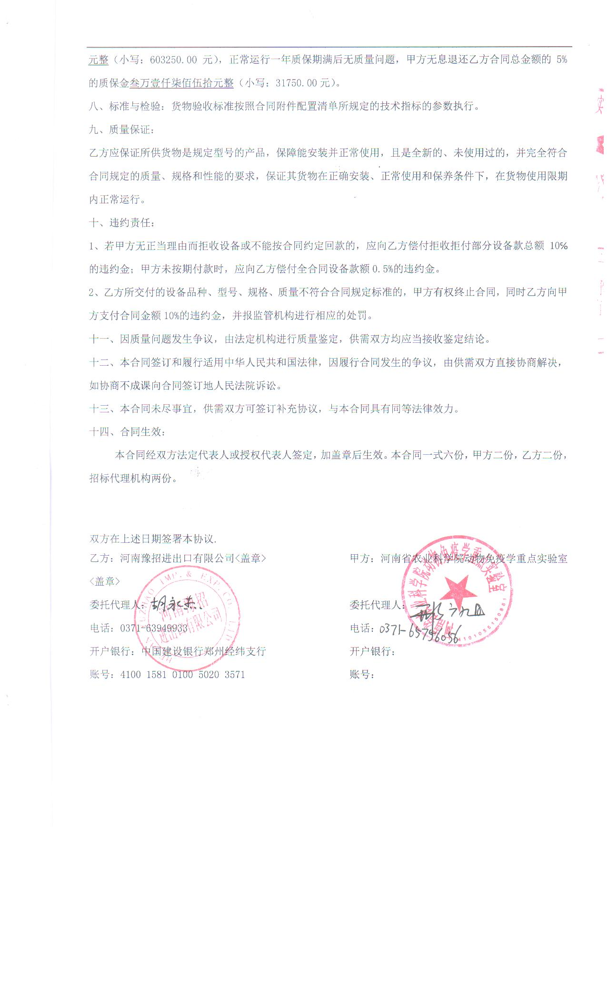 元整（小写：603250.00 元），正常运行一年质保期满后无质量问题，甲方无息退还乙方合同总金额的 5%
的质保金叁万壹仟柒佰伍拾元整（小写：31750.00元）。
八、标准与检验：货物验收标准按照合同附件配置清单所规定的技术指标的参数执行。
九、质量保证：
乙方应保证所供货物是规定型号的产品，保障能安装并正常使用，且是全新的、未使用过的，并完全符合
合同规定的质量、规格和性能的要求，保证其货物在正确安装、正常使用和保养条件下，在货物使用限期
内正常运行。
十、违约责任：
1、若甲方无正当理由而拒收设备或不能按合同约定回款的，应向乙方偿付拒收拒付部分设备款总额 10%
的违约金；甲方未按期付款时，应向乙方偿付全合同设备款额0.5%的违约金。
2、乙方所交付的设备品种、型号、规格、质量不符合合同规定标准的，甲方有权终止合同，同时乙方向甲
方支付合同金额10%的违约金，并报监管机构进行相应的处罚。
十一、因质量问题发生争议，由法定机构进行质量鉴定，供需双方均应当接收鉴定结论。
十二、本合同签订和履行适用中华人民共和国法律，因履行合同发生的争议，由供需双方直接协商解决，
如协商不成课向合同签订地人民法院诉讼。
十三、本合同未尽事宜，供需双方可签订补充协议，与本合同具有同等法律效力。
十四、合同生效：
本合同经双方法定代表人或授权代表人签定，加盖章后生效。本合同一式六份，甲方二份，乙方二份，
招标代理机构两份。
双方在上述日期签署本协议.
乙方：河南豫招进出口有限公司<盖章>
甲方：河南省农业科学院动物免疫学重点实验室
<盖章>
委托代理人：胡永杰
委托代理人：
电话：0371-63949933
电话：0371-65756056
开户银行：中国建设银行郑州经纬支行
开户银行：
账号：4100 1581 0100 5020 3571
账号：
HENAN YUZHAO IMP. & EXP. CO. LTD
河南豫招
进出口有限公司
河南省农业科学院动物免疫学重点实验室
4101055150881